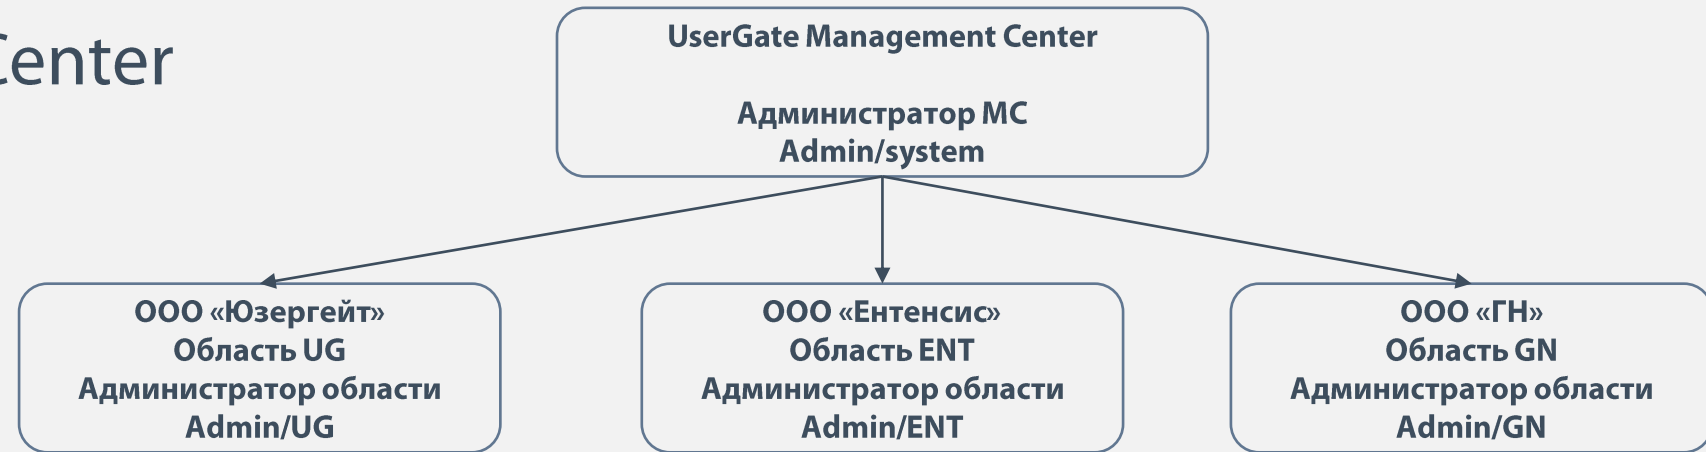 Center
UserGate Management Center
Администратор MC
Admin/system
ООО «Юзергейт»
Область UG
Администратор области
Admin/UG
ООО «Ентенсис»
Область ENT
Администратор области
Admin/ENT
ООО «ГН»
Область GN
Администратор области
Admin/GN